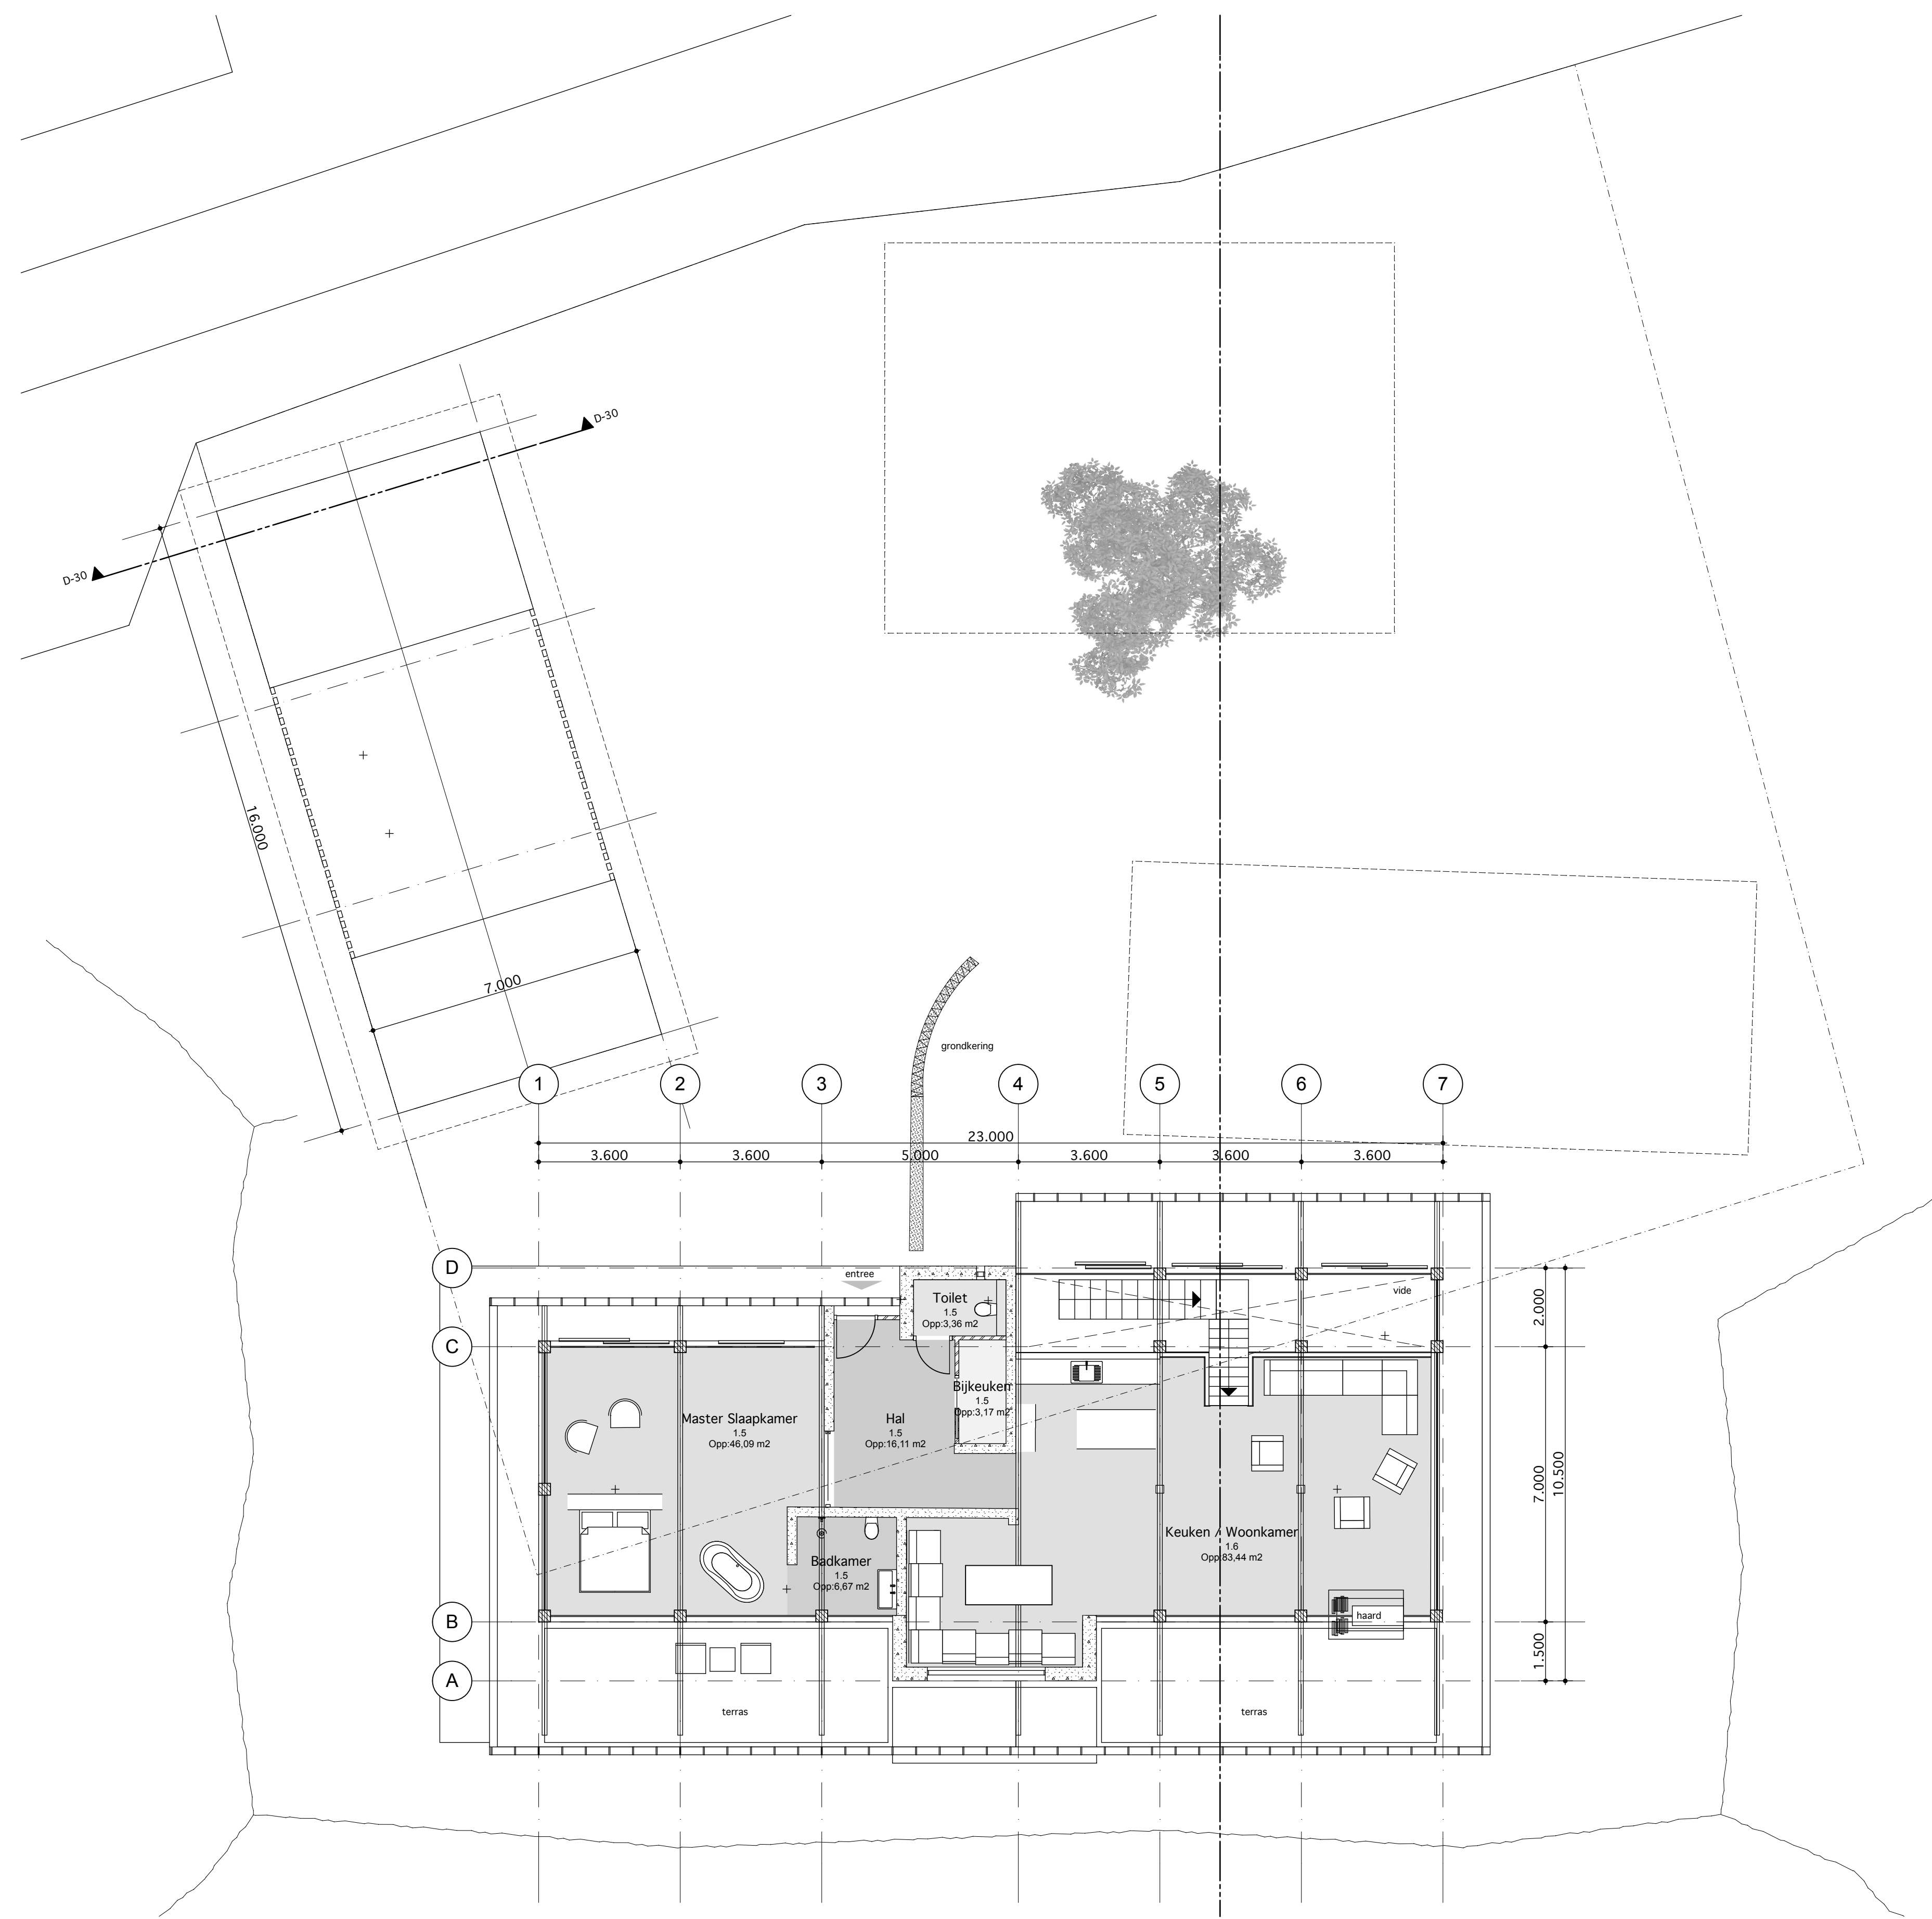 D-30
D-30
16.000
7.000
grondkering
1
2
3
4
5
6
7
23.000
3.600
3.600
5.000
3.600
3.600
3.600
D
C
B
A
entree
Toilet
1.5
Opp:3,36 m2
vide
2.000
7.000
10.500
1.500
Bijkeuken
1.5
Opp:3,17 m2
Master Slaapkamer
1.5
Opp:46,09 m2
Hal
1.5
Opp:16,11 m2
Keuken / Woonkamer
1.6
Opp:83,44 m2
Badkamer
1.5
Opp:6,67 m2
haard
terras
terras